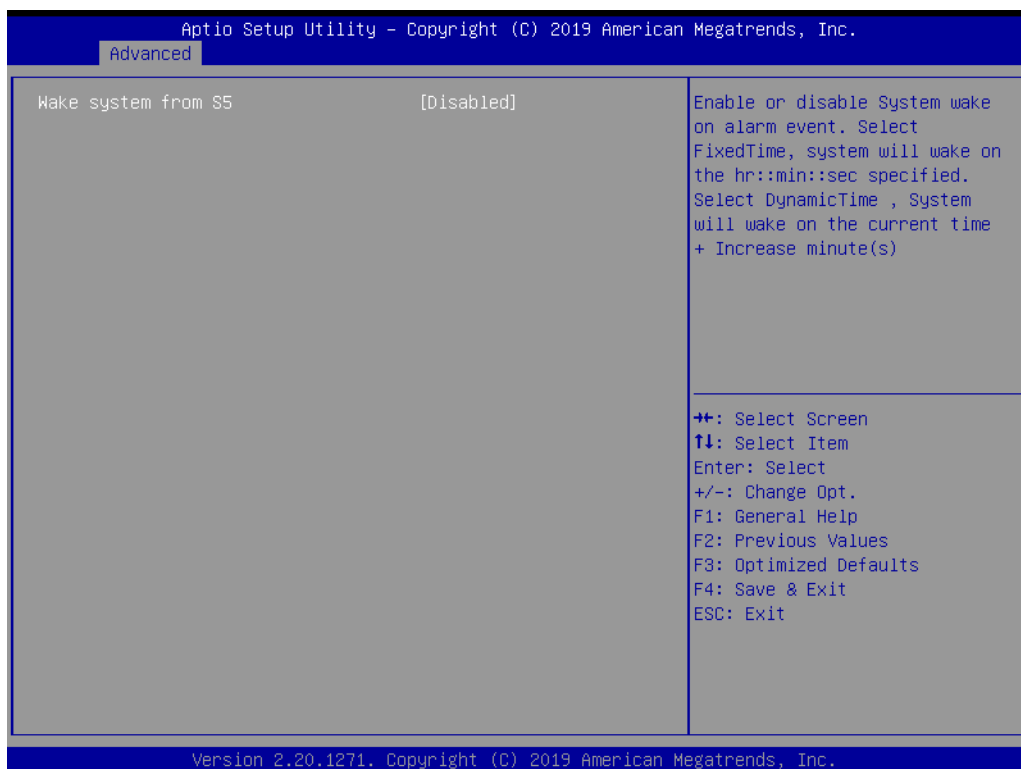 Aptio Setup Utility – Copyright (C) 2019 American Megatrends, Inc.
Advanced
Wake system from S5 [Disabled]
Enable or disable System wake
on alarm event. Select
FixedTime, system will wake on
the hr::min::sec specified.
Select DynamicTime , System
will wake on the current time
+ Increase minute(s)
→←: Select Screen
↑↓: Select Item
Enter: Select
+/-: Change Opt.
F1: General Help
F2: Previous Values
F3: Optimized Defaults
F4: Save & Exit
ESC: Exit
Version 2.20.1271. Copyright (C) 2019 American Megatrends, Inc.